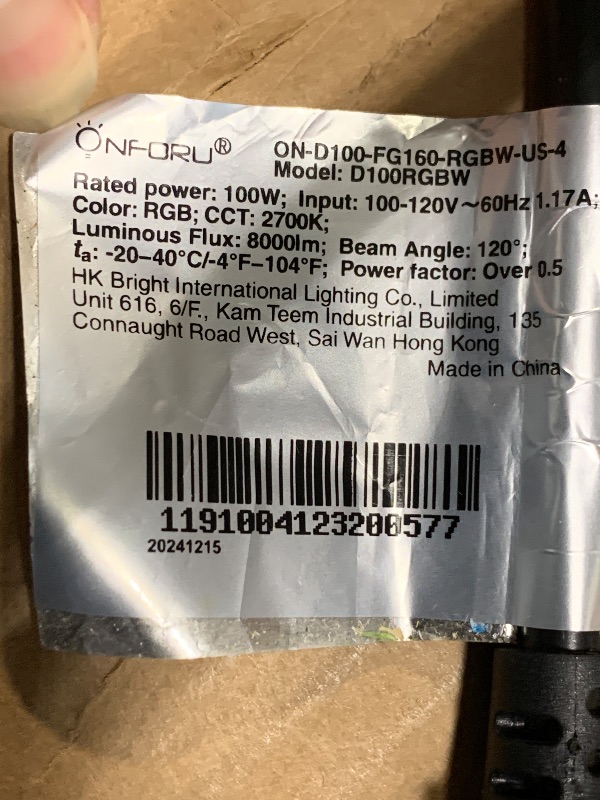 ONFORU®
ON-D100-FG160-RGBW-US-4
Model: D100RGBW
Rated power: 100W; Input: 100-120V～60Hz 1.17A;
Color: RGB; CCT: 2700K;
Luminous Flux: 8000lm; Beam Angle: 120°;
ta: -20–40°C/-4°F–104°F; Power factor: Over 0.5
HK Bright International Lighting Co., Limited
Unit 616, 6/F., Kam Teem Industrial Building, 135
Connaught Road West, Sai Wan Hong Kong
Made in China
1191004123200577
20241215